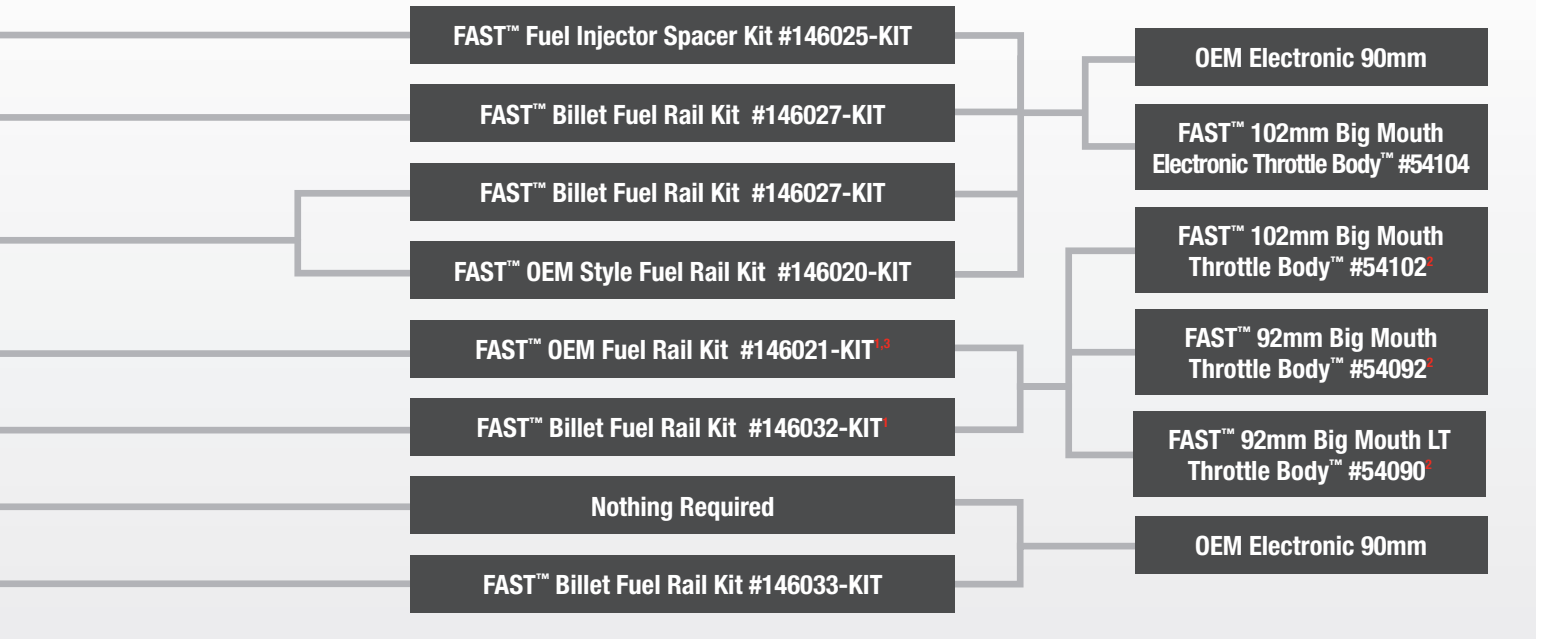 FAST™ Fuel Injector Spacer Kit #146025-KIT
FAST™ Billet Fuel Rail Kit #146027-KIT
FAST™ Billet Fuel Rail Kit #146027-KIT
FAST™ OEM Style Fuel Rail Kit #146020-KIT
FAST™ OEM Fuel Rail Kit #146021-KIT1,3
FAST™ Billet Fuel Rail Kit #146032-KIT1
Nothing Required
FAST™ Billet Fuel Rail Kit #146033-KIT
OEM Electronic 90mm
FAST™ 102mm Big Mouth
Electronic Throttle Body™ #54104
FAST™ 102mm Big Mouth
Throttle Body™ #541022
FAST™ 92mm Big Mouth
Throttle Body™ #540922
FAST™ 92mm Big Mouth LT
Throttle Body™ #540902
OEM Electronic 90mm